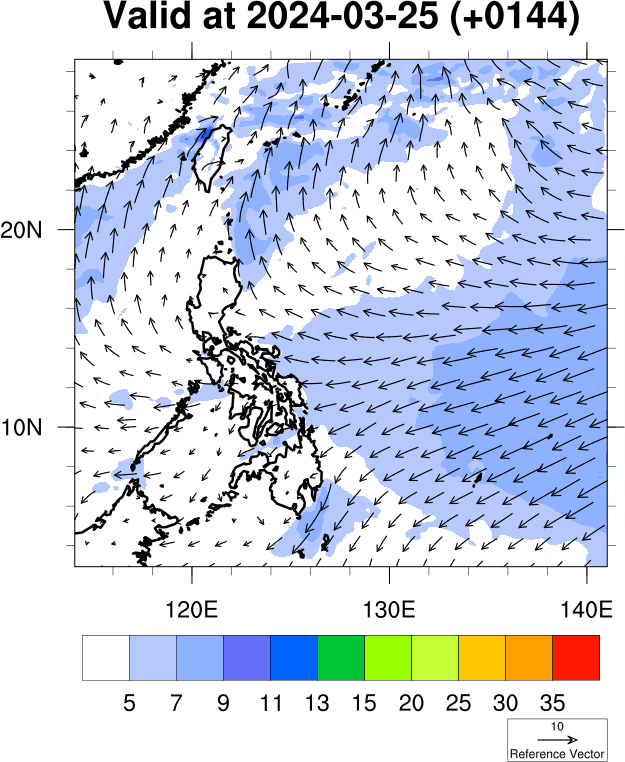 Valid at 2024-03-25 (+0144)
20N
10N
120E 130E 140E
5 7 9 11 13 15 20 25 30 35
10
Reference Vector